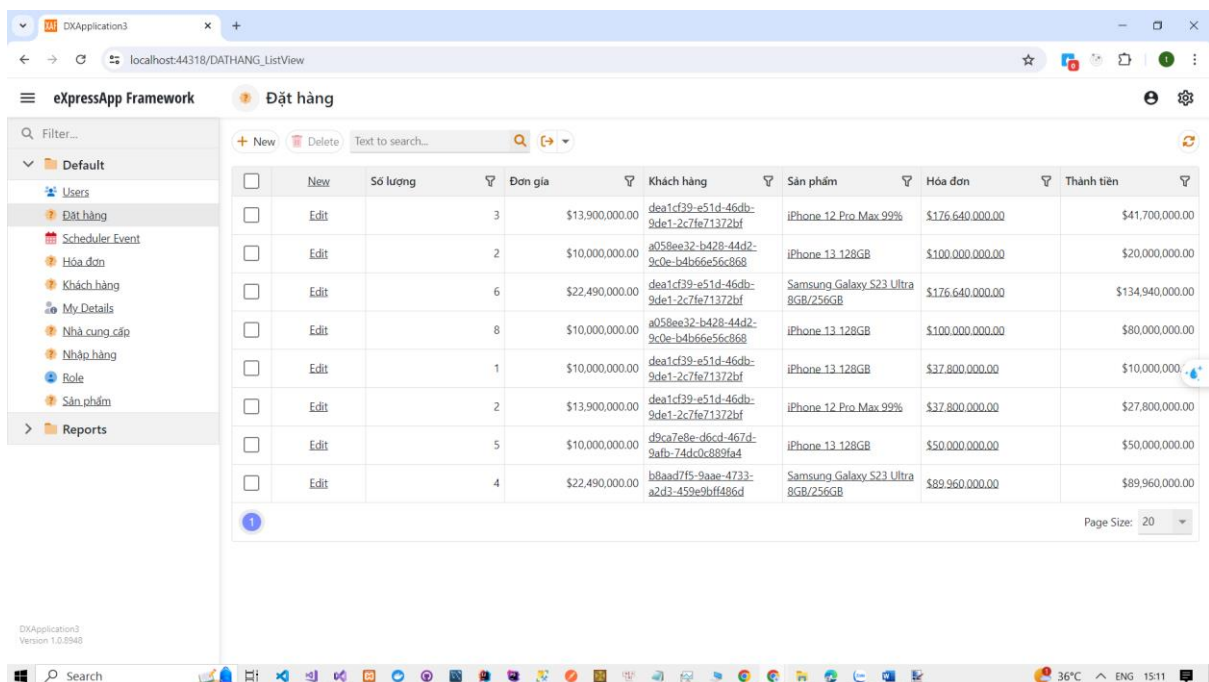 DXApplication3
localhost:44318/DATHANG_ListView
eXpressApp Framework
Đặt hàng
Filter...
Default
Users
Đặt hàng
Scheduler Event
Hóa đơn
Khách hàng
My Details
Nhà cung cấp
Nhập hàng
Role
Sản phẩm
Reports
DXApplication3
Version 1.0.8948
New Delete Text to search...
New Số lượng Đơn gía Khách hàng Sản phẩm Hóa đơn Thành tiền
Edit 3 $13,900,000.00 dea1cf39-e51d-46db-9de1-2c7fe71372bf iPhone 12 Pro Max 99% $176,640,000.00 $41,700,000.00
Edit 2 $10,000,000.00 a058ee32-b428-44d2-9c0e-b4b66e56c868 iPhone 13 128GB $100,000,000.00 $20,000,000.00
Edit 6 $22,490,000.00 dea1cf39-e51d-46db-9de1-2c7fe71372bf Samsung Galaxy S23 Ultra 8GB/256GB $176,640,000.00 $134,940,000.00
Edit 8 $10,000,000.00 a058ee32-b428-44d2-9c0e-b4b66e56c868 iPhone 13 128GB $100,000,000.00 $80,000,000.00
Edit 1 $10,000,000.00 dea1cf39-e51d-46db-9de1-2c7fe71372bf iPhone 13 128GB $37,800,000.00 $10,000,000.
Edit 2 $13,900,000.00 dea1cf39-e51d-46db-9de1-2c7fe71372bf iPhone 12 Pro Max 99% $37,800,000.00 $27,800,000.00
Edit 5 $10,000,000.00 d9ca7e8e-d6cd-467d-9afb-74dc0c889fa4 iPhone 13 128GB $50,000,000.00 $50,000,000.00
Edit 4 $22,490,000.00 b8aad7f5-9aae-4733-a2d3-459e9bff486d Samsung Galaxy S23 Ultra 8GB/256GB $89,960,000.00 $89,960,000.00
1 Page Size: 20
Search 36°C ENG 15:11